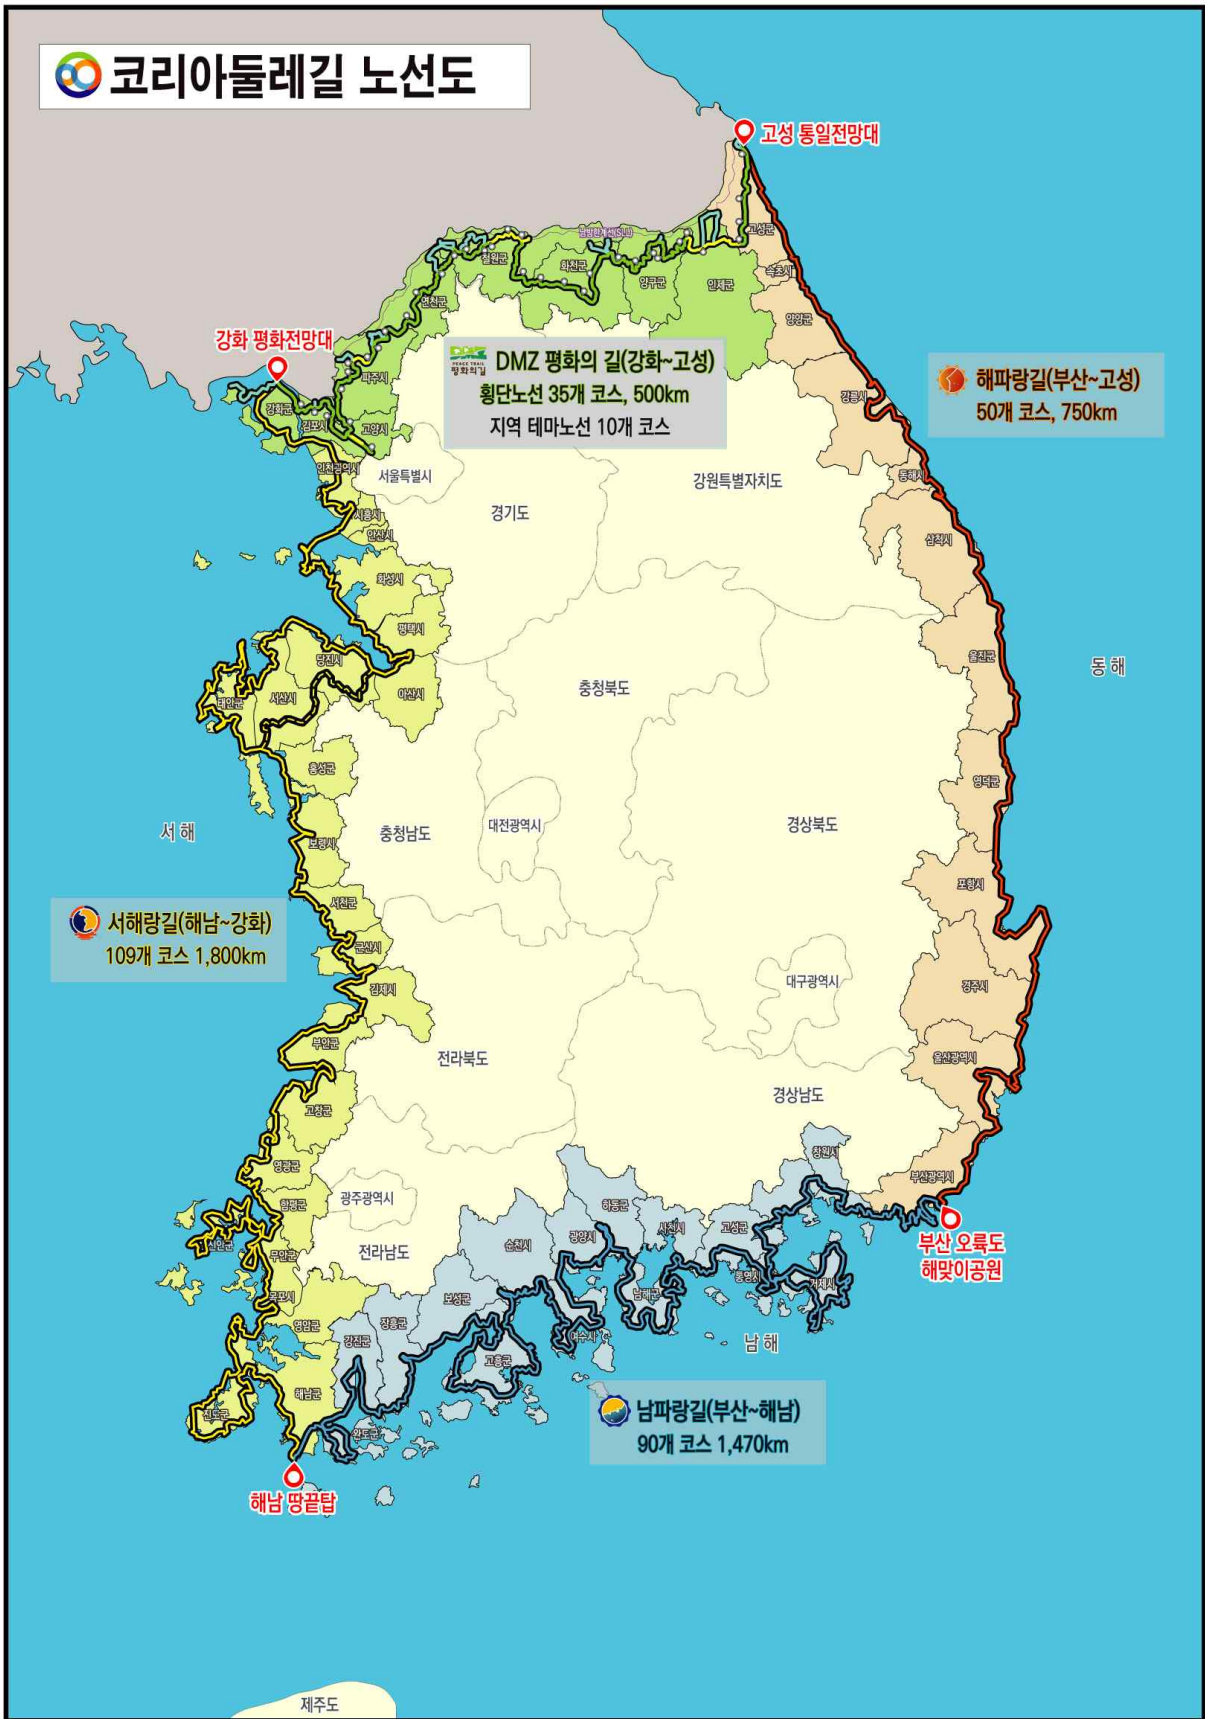 코리아둘레길 노선도
고성 통일전망대
남방한계선(SLL)
고성군
철원군
화천군
양구군
인제군
속초시
연천군
양양군
강화 평화전망대
DMZ
PEACE TRAIL
평화의길
DMZ 평화의 길(강화~고성)
횡단노선 35개 코스, 500km
지역 테마노선 10개 코스
파주시
해파랑길(부산~고성)
50개 코스, 750km
강릉시
강화군
김포시
고양시
인천광역시
서울특별시
강원특별자치도
동해시
경기도
시흥시
안산시
삼척시
화성시
평택시
당진시
울진군
동해
태안군
서산시
아산시
충청북도
홍성군
영덕군
서해
보령시
충청남도
대전광역시
경상북도
포항시
서천군
서해랑길(해남~강화)
109개 코스 1,800km
군산시
김제시
대구광역시
경주시
부안군
전라북도
울산광역시
고창군
경상남도
영광군
창원시
부산광역시
함평군
광주광역시
하동군
신안군
무안군
전라남도
순천시
광양시
사천시
고성군
부산 오륙도
해맞이공원
목포시
영암군
보성군
남해군
통영시
거제시
강진군
장흥군
여수시
남해
고흥군
해남군
진도군
완도군
남파랑길(부산~해남)
90개 코스 1,470km
해남 땅끝탑
제주도